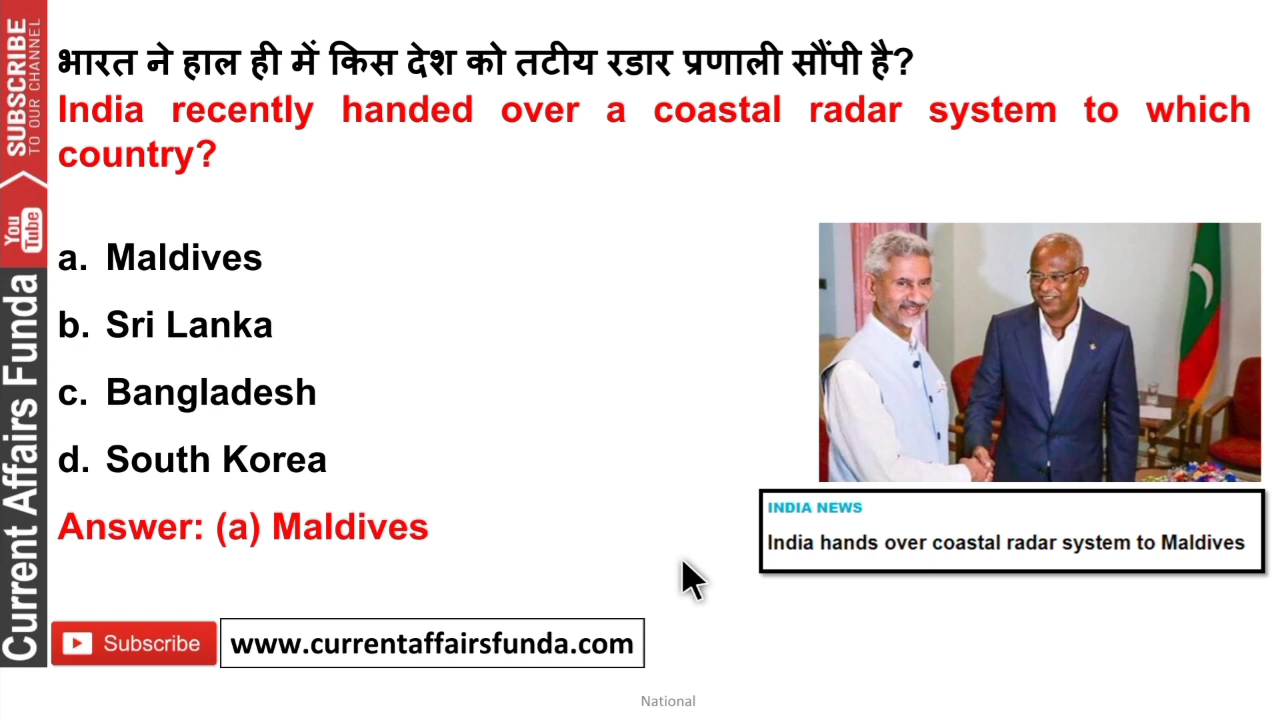 भारत ने हाल ही में किस देश को तटीय रडार प्रणाली सौंपी है?
India recently handed over a coastal radar system to which
country?
a. Maldives
b. Sri Lanka
c. Bangladesh
d. South Korea
Answer: (a) Maldives
INDIA NEWS
India hands over coastal radar system to Maldives
SUBSCRIBE
TO OUR CHANNEL
You
Tube
Current Affairs Funda
Subscribe
www.currentaffairsfunda.com
National